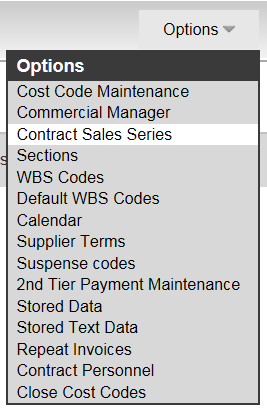 Options
Options
Cost Code Maintenance
Commercial Manager
Contract Sales Series
Sections
WBS Codes
Default WBS Codes
Calendar
Supplier Terms
Suspense codes
2nd Tier Payment Maintenance
Stored Data
Stored Text Data
Repeat Invoices
Contract Personnel
Close Cost Codes